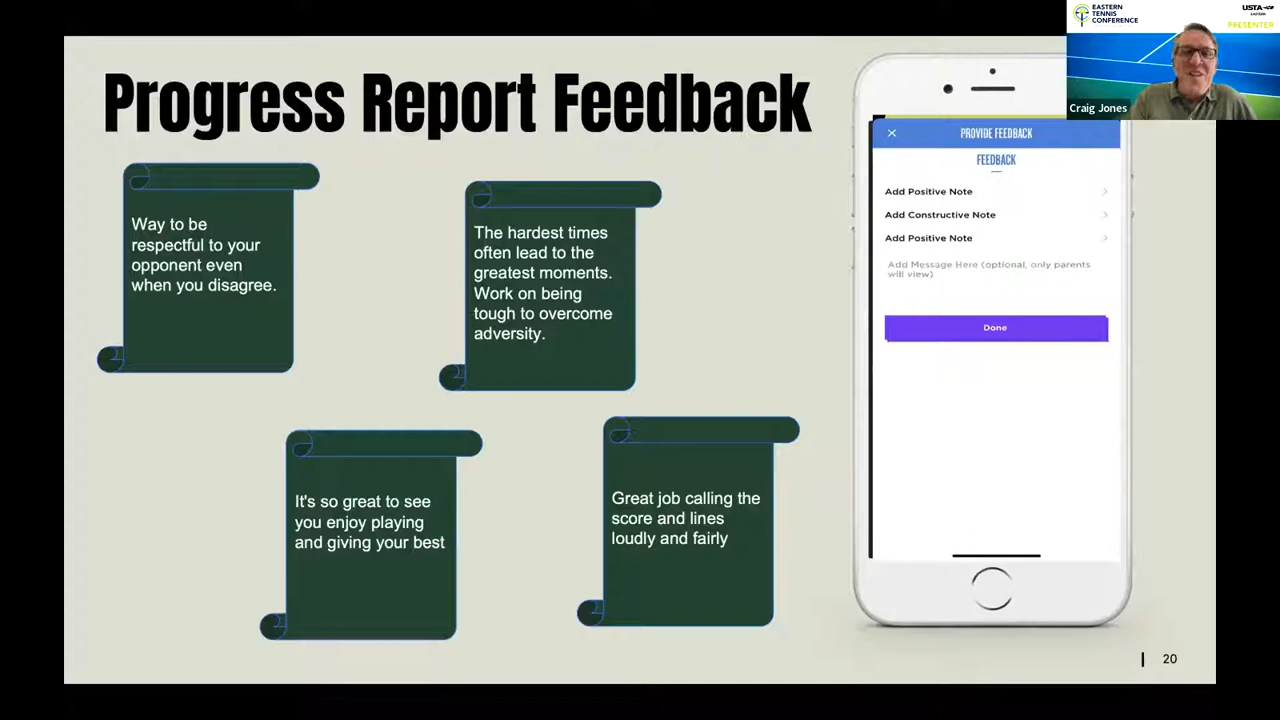 Progress Report Feedback
Way to be
respectful to your
opponent even
when you disagree.
The hardest times
often lead to the
greatest moments.
Work on being
tough to overcome
adversity.
It's so great to see
you enjoy playing
and giving your best
Great job calling the
score and lines
loudly and fairly
PROVIDE FEEDBACK
FEEDBACK
Add Positive Note
Add Constructive Note
Add Positive Note
Add Message Here (optional, only parents
will view)
Done
20
EASTERN
TENNIS
CONFERENCE
USTA
EASTERN
PRESENTER
Craig Jones